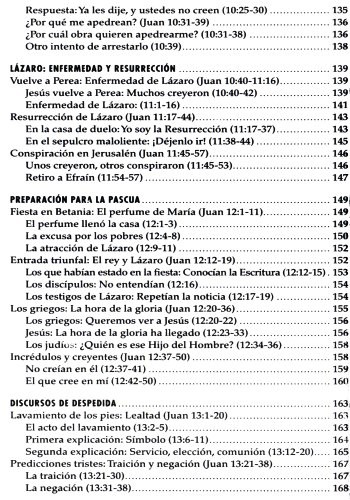 Respuesta: Ya les dije, y ustedes no creen (10:25-30) ..................... 135
¿Por qué me apedrean? (Juan 10:31-39) ..................... 136
¿Por cuál obra quieren apedrearme? (10:31-38) ..................... 136
Otro intento de arrestarlo (10:39) ..................... 138
LÁZARO: ENFERMEDAD Y RESURRECCIÓN ..................... 139
Vuelve a Perea: Enfermedad de Lázaro (Juan 10:40-11:16) ..................... 139
Jesús vuelve a Perea: Muchos creyeron (10:40-42) ..................... 139
Enfermedad de Lázaro: (11:1-16) ..................... 141
Resurrección de Lázaro (Juan 11:17-44) ..................... 143
En la casa de duelo: Yo soy la Resurrección (11:17-37) ..................... 143
En el sepulcro maloliente: ¡Déjenlo ir! (11:38-44) ..................... 145
Conspiración en Jerusalén (Juan 11:45-57) ..................... 146
Unos creyeron, otros conspiraron (11:45-53) ..................... 146
Retiro a Efraín (11:54-57) ..................... 147
PREPARACIÓN PARA LA PASCUA ..................... 149
Fiesta en Betania: El perfume de María (Juan 12:1-11) ..................... 149
El perfume llenó la casa (12:1-3) ..................... 149
La excusa por los pobres (12:4-8) ..................... 150
La atracción de Lázaro (12:9-11) ..................... 152
Entrada triunfal: El rey y Lázaro (Juan 12:12-19) ..................... 152
Los que habían estado en la fiesta: Conocían la Escritura (12:12-15) . 153
Los discípulos: No entendían (12:16) ..................... 154
Los testigos de Lázaro: Repetían la noticia (12:17-19) ..................... 154
Los griegos: La hora de la gloria (Juan 12:20-36) ..................... 155
Los griegos: Queremos ver a Jesús (12:20-22) ..................... 155
Jesús: La hora de la gloria ha llegado (12:23-33) ..................... 156
Los judíos: ¿Quién es ese Hijo del Hombre? (12:34-36) ..................... 158
Incrédulos y creyentes (Juan 12:37-50) ..................... 158
No creían en él (12:37-41) ..................... 159
El que cree en mí (12:42-50) ..................... 160
DISCURSOS DE DESPEDIDA ..................... 163
Lavamiento de los pies: Lealtad (Juan 13:1-20) ..................... 163
El acto del lavamiento (13:2-5) ..................... 163
Primera explicación: Símbolo (13:6-11) ..................... 164
Segunda explicación: Servicio, elección, comunión (13:12-20) ..... 165
Predicciones tristes: Traición y negación (Juan 13:21-38) ..................... 167
La traición (13:21-30) ..................... 167
La negación (13:31-38) ..................... 168